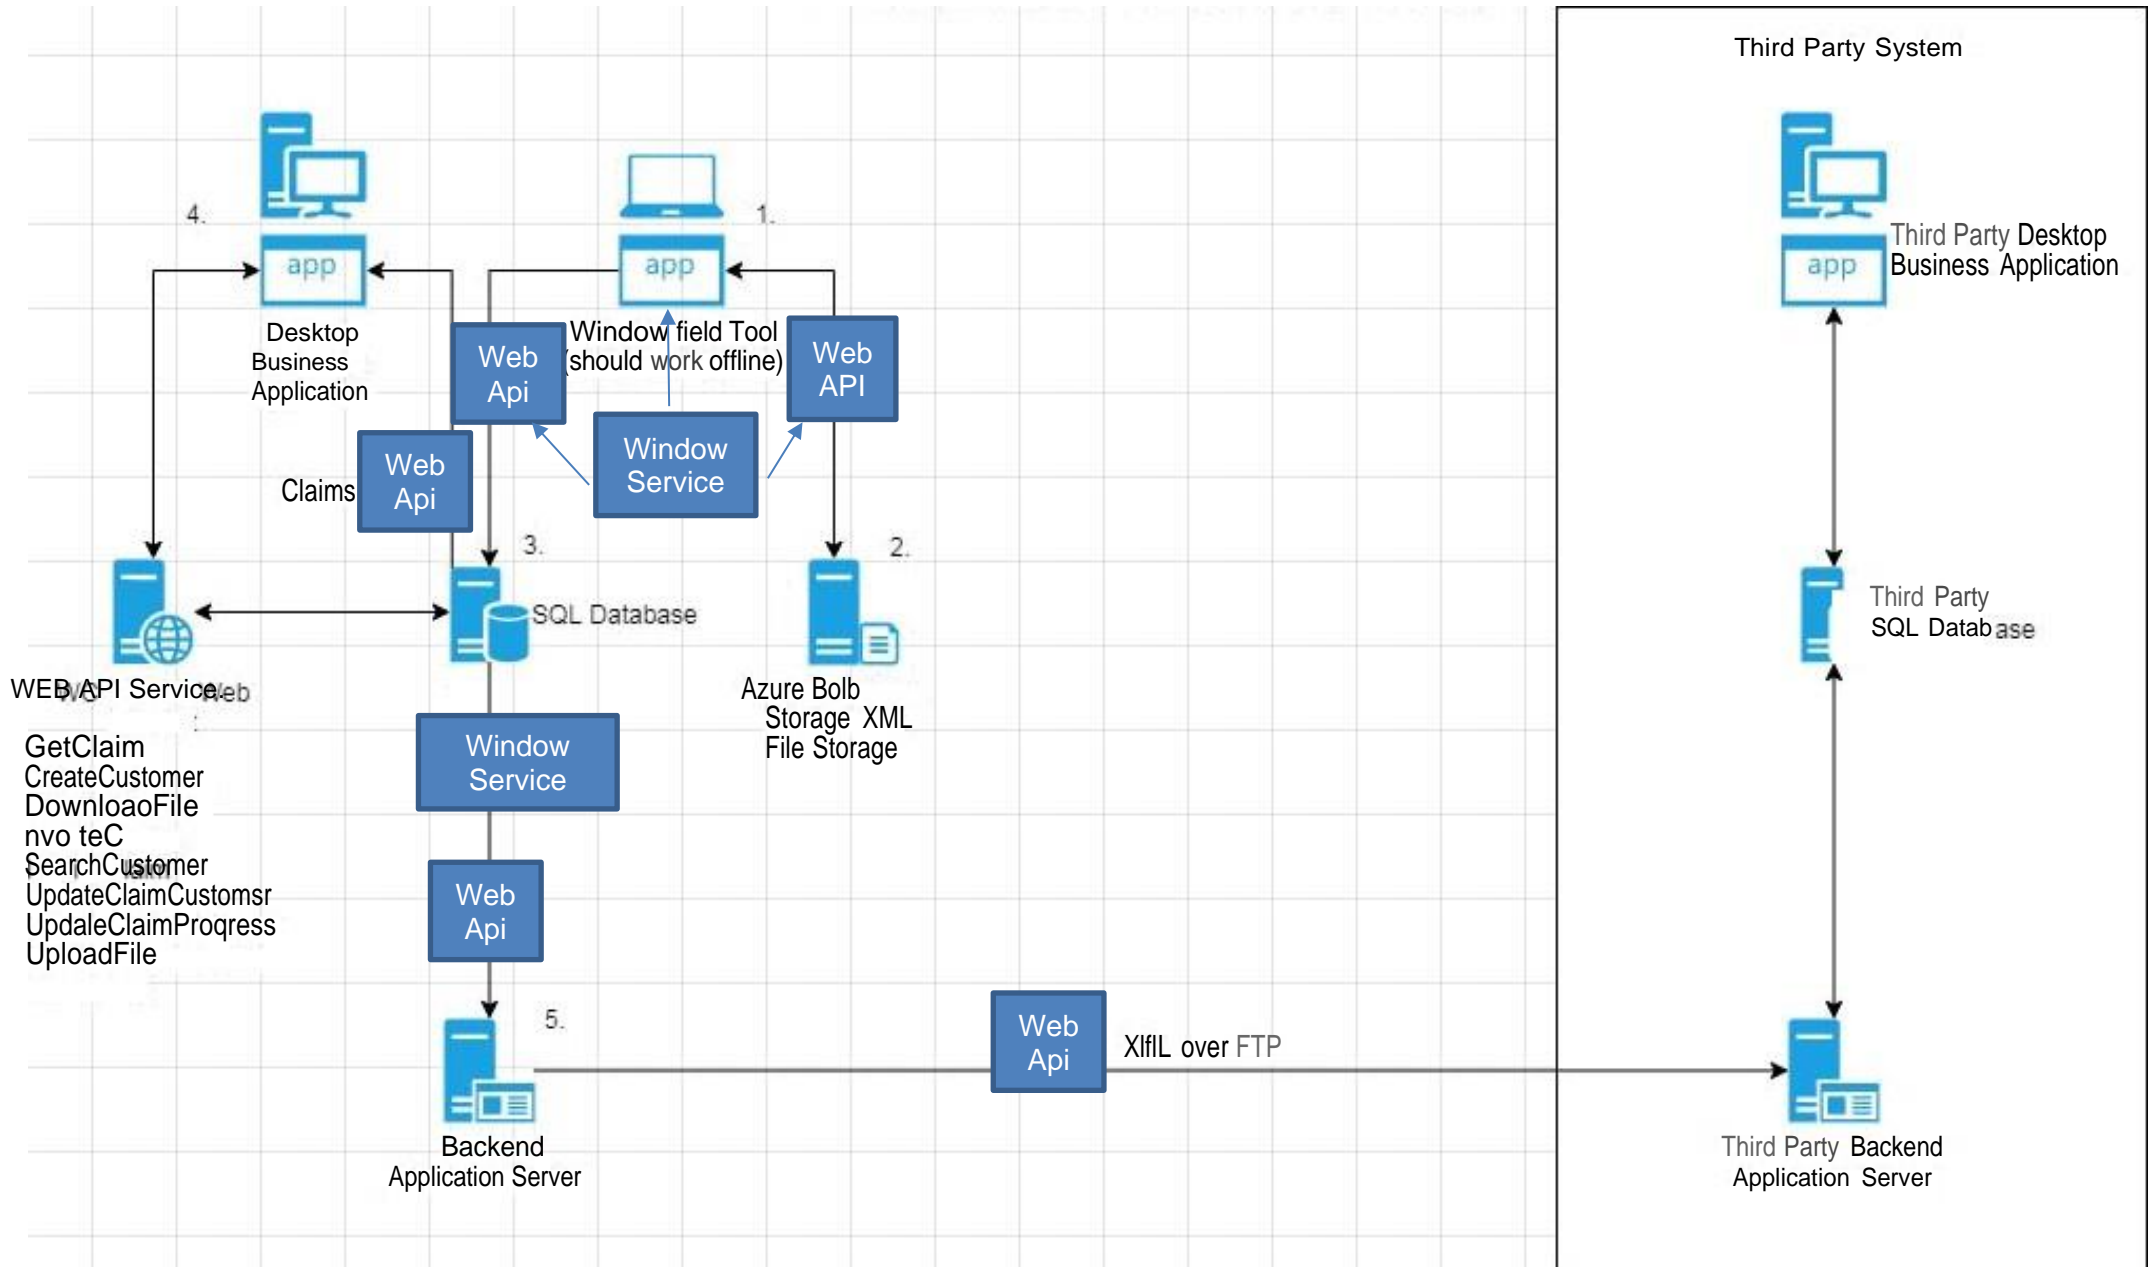 Third Party System
4.
1.
app
app
app
Third Party Desktop
Business Application
Desktop
Business
Application
Window field Tool
(should work offline)
Web
Api
Web
API
Window
Service
Web
Api
Claims
3.
2.
SQL Database
Third Party
SQL Database
WEB API Service.
Web
Azure Bolb
Storage XML
File Storage
GetClaim
CreateCustomer
DownloaoFile
nvo teC
SearchCustomer
UpdateClaimCustomsr
UpdaleClaimProqress
UploadFile
Window
Service
Web
Api
5.
Web
Api
XlflL over FTP
Backend
Application Server
Third Party Backend
Application Server